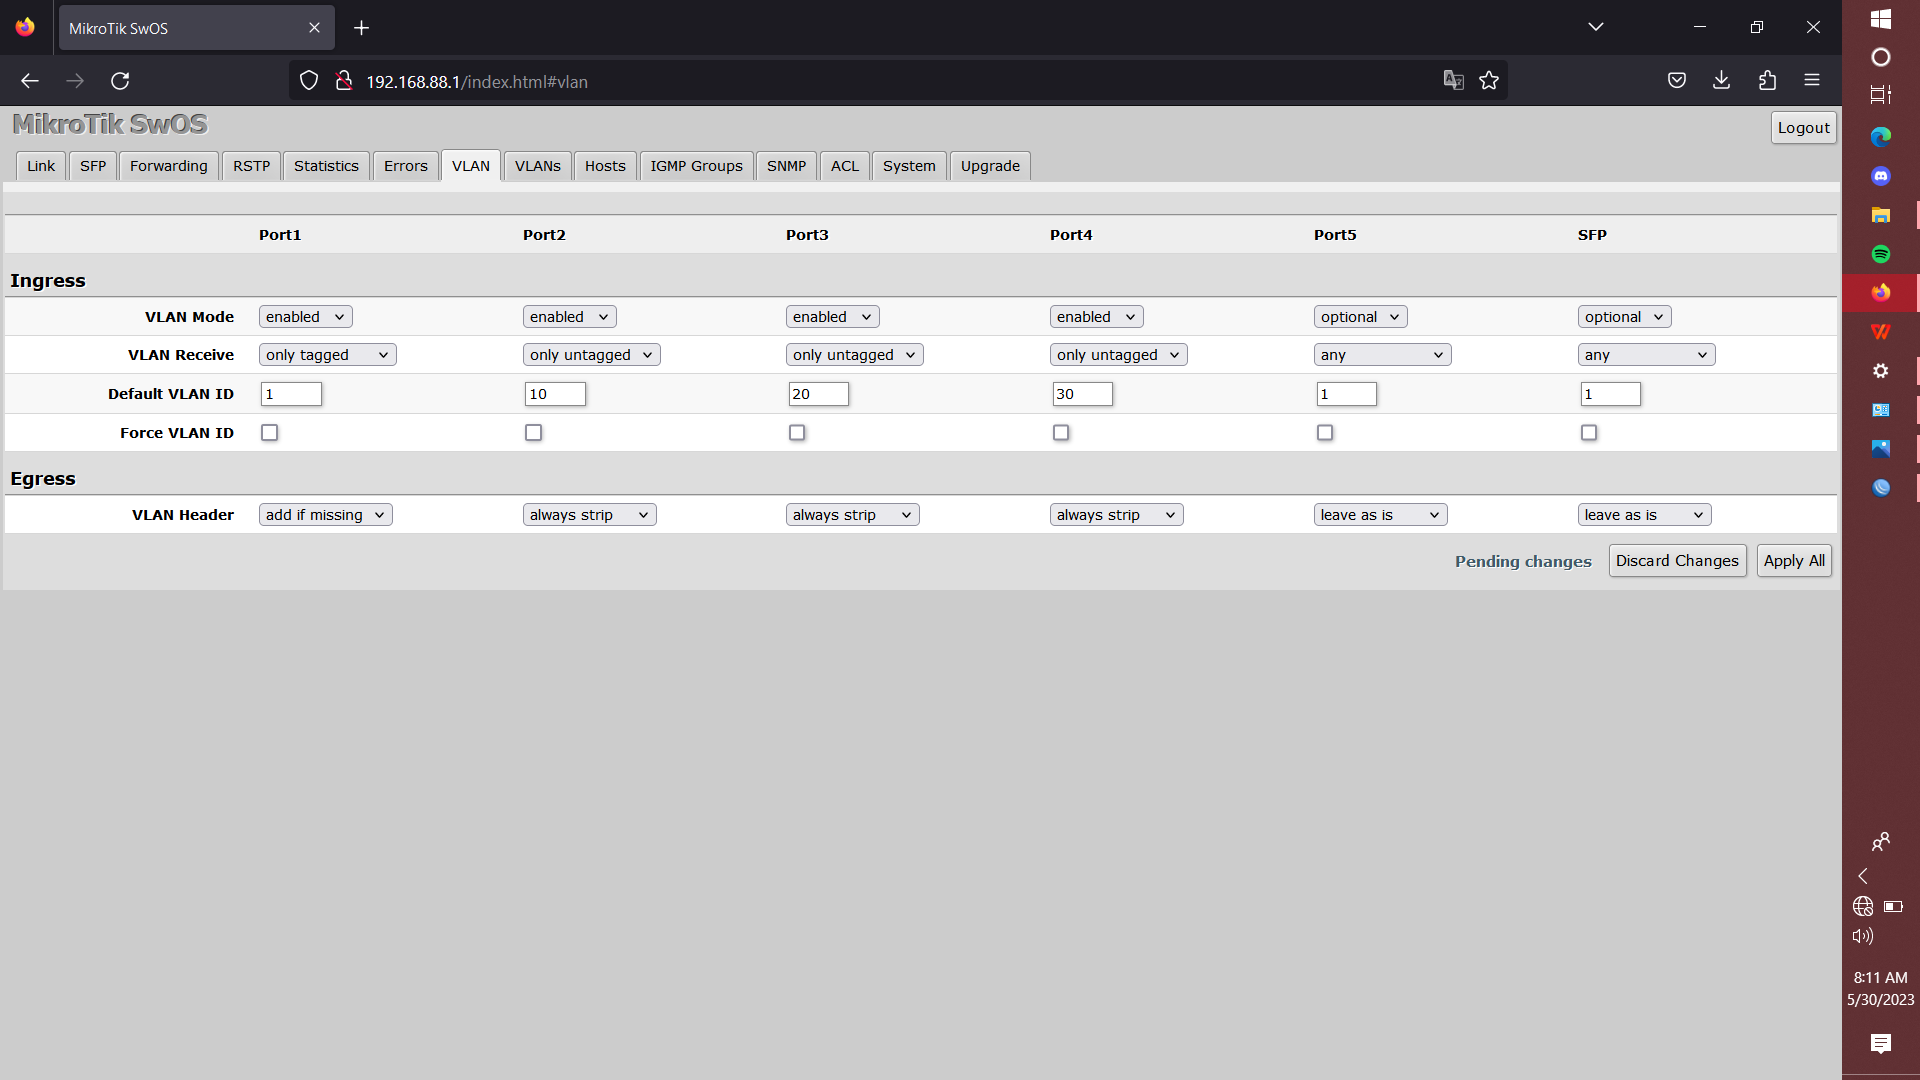 MikroTik SwOS
192.168.88.1/index.html#vlan
MikroTik SwOS
Logout
Link SFP Forwarding RSTP Statistics Errors VLAN VLANs Hosts IGMP Groups SNMP ACL System Upgrade
Port1 Port2 Port3 Port4 Port5 SFP
Ingress
VLAN Mode enabled enabled enabled enabled optional optional
VLAN Receive only tagged only untagged only untagged only untagged any any
Default VLAN ID 1 10 20 30 1 1
Force VLAN ID
Egress
VLAN Header add if missing always strip always strip always strip leave as is leave as is
Pending changes Discard Changes Apply All
8:11 AM
5/30/2023